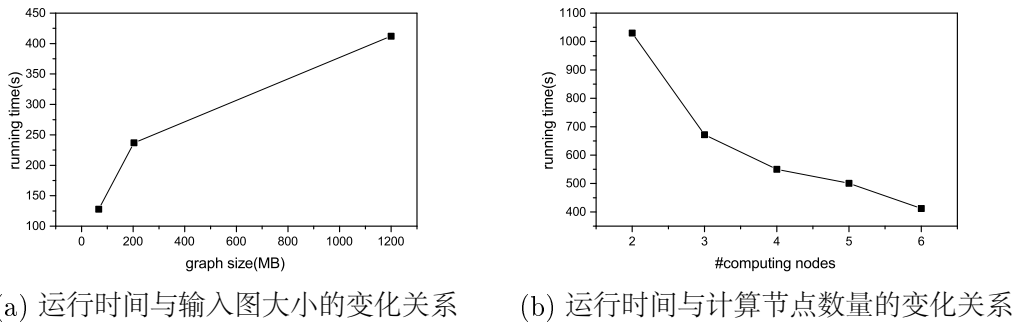 450
400
350
300
250
200
150
100
running time(s)
0 200 400 600 800 1000 1200
graph size(MB)
1100
1000
900
800
700
600
500
400
running time(s)
2 3 4 5 6
#computing nodes
(a) 运行时间与输入图大小的变化关系
(b) 运行时间与计算节点数量的变化关系